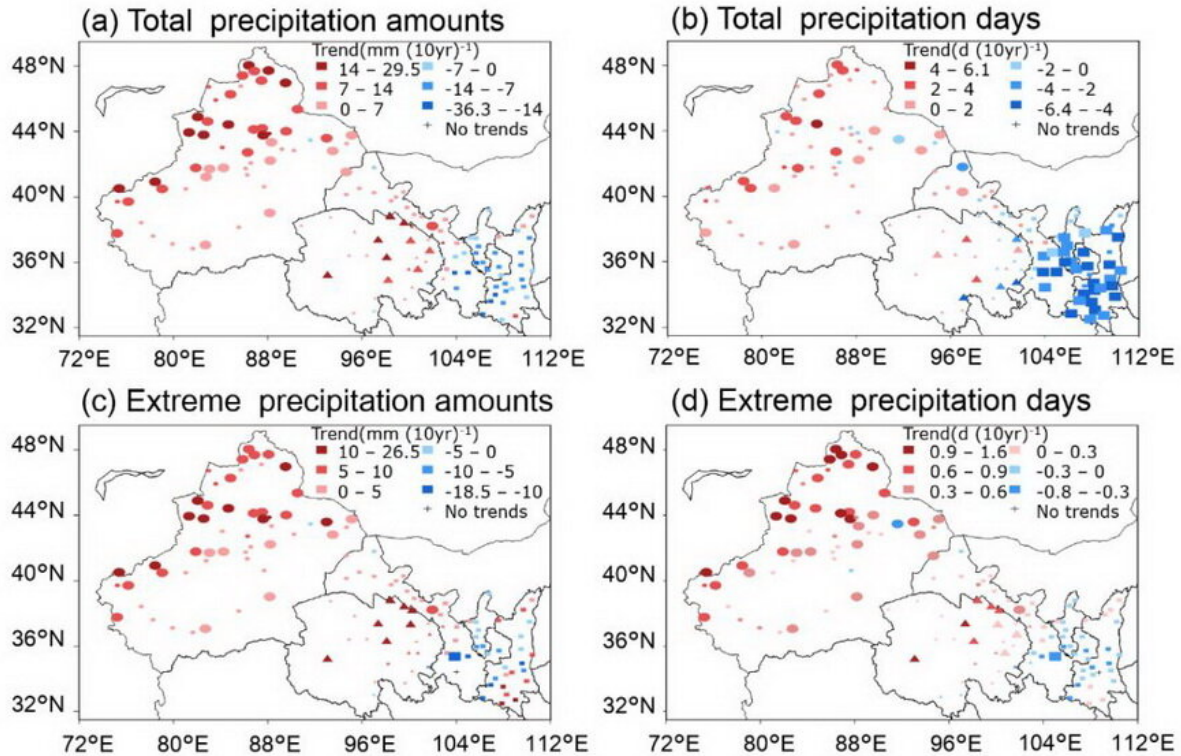 (a) Total precipitation amounts
Trend(mm (10yr)⁻¹
14 – 29.5
-7 – 0
7 – 14
-14 – -7
0 – 7
-36.3 – -14
No trends
48°N
44°N
40°N
36°N
32°N
72°E 80°E 88°E 96°E 104°E 112°E
(b) Total precipitation days
Trend(d (10yr)⁻¹
4 – 6.1
-2 – 0
2 – 4
-4 – -2
0 – 2
-6.4 – -4
No trends
48°N
44°N
40°N
36°N
32°N
72°E 80°E 88°E 96°E 104°E 112°E
(c) Extreme precipitation amounts
Trend(mm (10yr)⁻¹
10 – 26.5
-5 – 0
5 – 10
-10 – -5
0 – 5
-18.5 – -10
No trends
48°N
44°N
40°N
36°N
32°N
72°E 80°E 88°E 96°E 104°E 112°E
(d) Extreme precipitation days
Trend(d (10yr)⁻¹
0.9 – 1.6
0 – 0.3
0.6 – 0.9
-0.3 – 0
0.3 – 0.6
-0.8 – -0.3
No trends
48°N
44°N
40°N
36°N
32°N
72°E 80°E 88°E 96°E 104°E 112°E